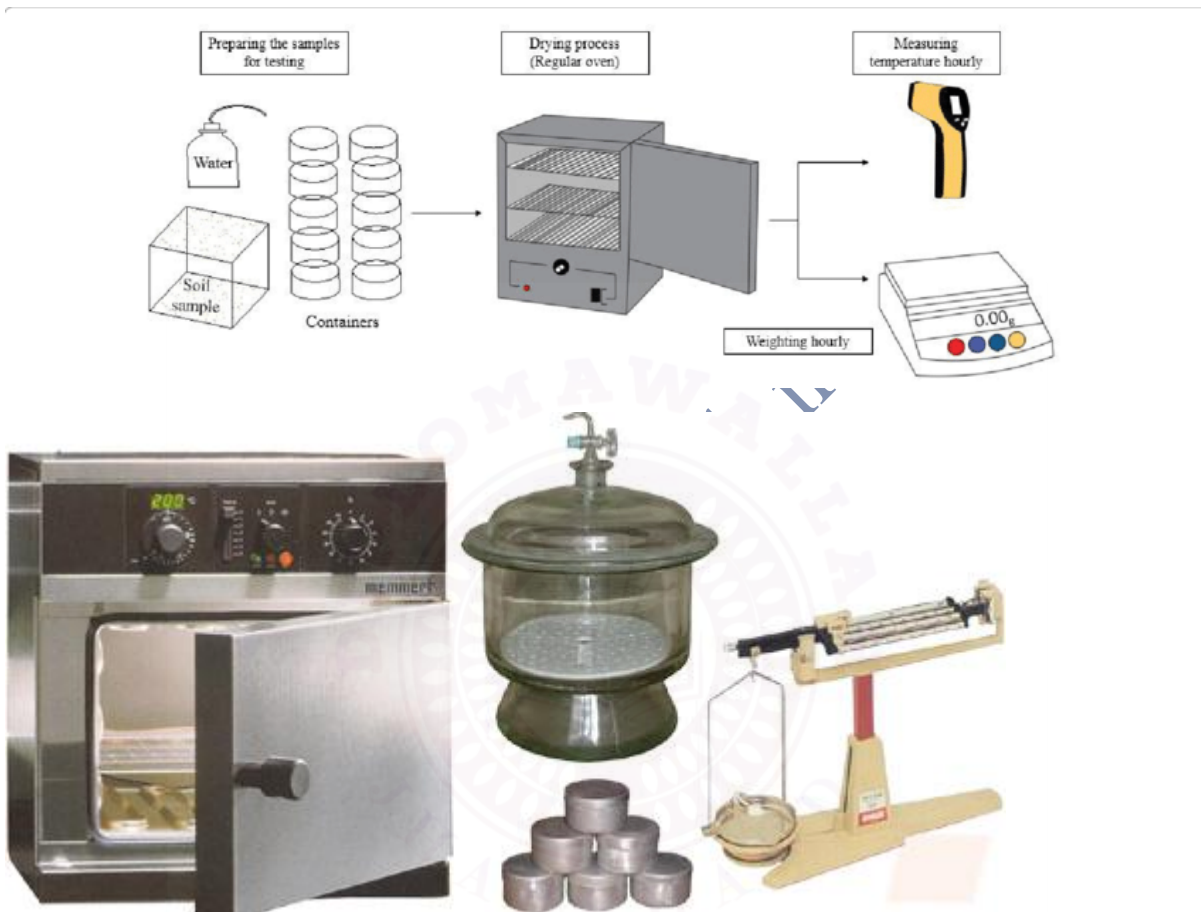 Preparing the samples
for testing
Drying process
(Regular oven)
Measuring
temperature hourly
Water
Soil
sample
Containers
Weighting hourly
0.00g
OMAWALLA
200 °C
memmert